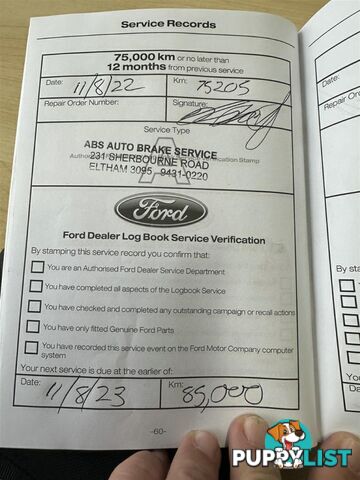 Service Records
75,000 km or no later than
12 months from previous service
Date: 11/8/22 Km: 75205
Repair Order Number: Signature:
Service Type
A
ABS AUTO BRAKE SERVICE
231 SHERBOURNE ROAD
ELTHAM 3095 9431-0220
Ford
Ford Dealer Log Book Service Verification
By stamping this service record you confirm that:
You are an Authorised Ford Dealer Service Department
You have completed all aspects of the Logbook Service
You have checked and completed any outstanding campaign or recall actions
You have only fitted Genuine Ford Parts
You have recorded this service event on the Ford Motor Company computer
system
Your next service is due at the earlier of:
Date: 11/8/23 Km: 85,000
-60-
PUPPYLIST